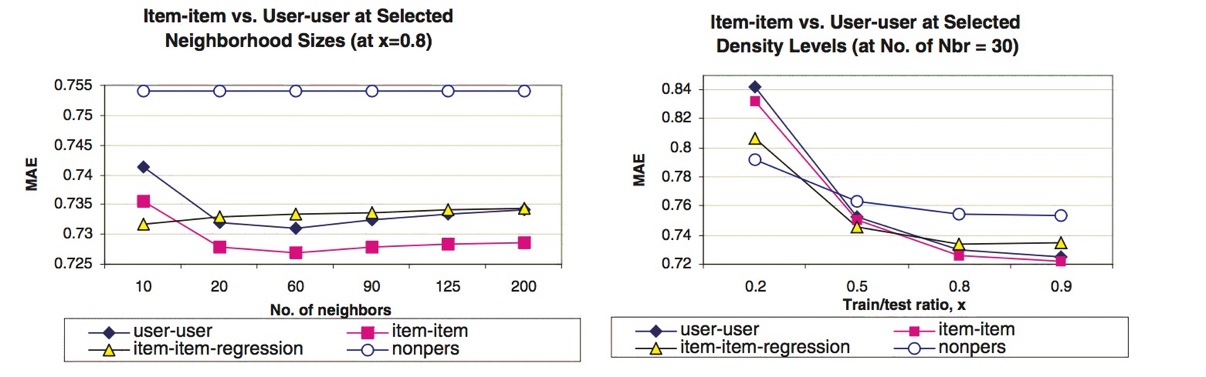 Item-item vs. User-user at Selected
Neighborhood Sizes (at x=0.8)
0.755
0.75
0.745
0.74
0.735
0.73
0.725
MAE
10 20 60 90 125 200
No. of neighbors
user-user item-item
item-item-regression nonpers
Item-item vs. User-user at Selected
Density Levels (at No. of Nbr = 30)
0.84
0.82
0.8
0.78
0.76
0.74
0.72
MAE
0.2 0.5 0.8 0.9
Train/test ratio, x
user-user item-item
item-item-regression nonpers